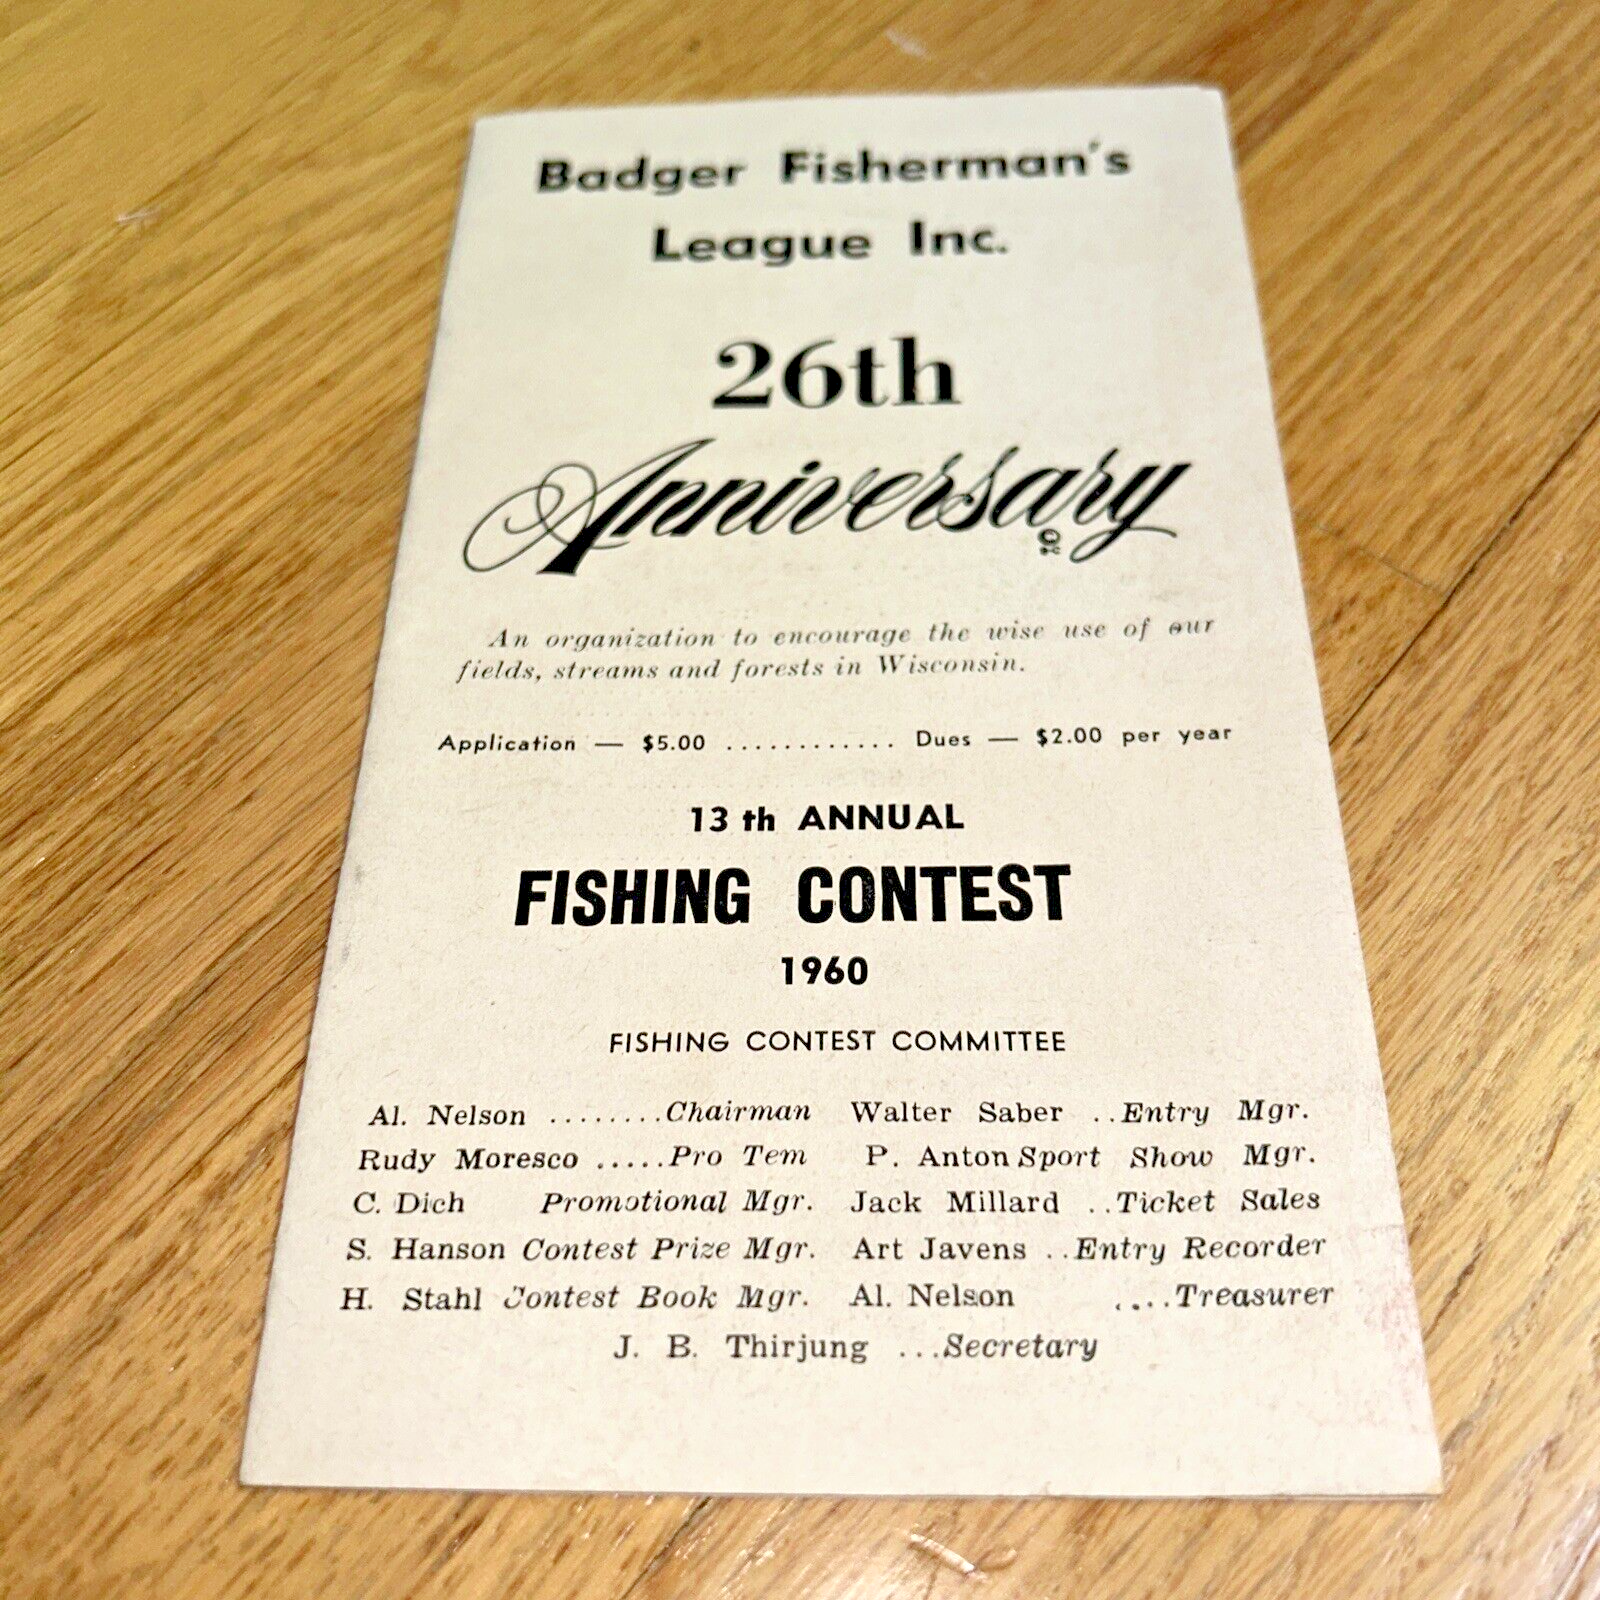 Badger Fisherman's
League Inc.
26th
Anniversary
An organization to encourage the wise use of our
fields, streams and forests in Wisconsin.
Application — $5.00 ............ Dues — $2.00 per year
13 th ANNUAL
FISHING CONTEST
1960
FISHING CONTEST COMMITTEE
Al. Nelson ........Chairman Walter Saber ..Entry Mgr.
Rudy Moresco .....Pro Tem P. Anton Sport Show Mgr.
C. Dich Promotional Mgr. Jack Millard ..Ticket Sales
S. Hanson Contest Prize Mgr. Art Javens ..Entry Recorder
H. Stahl Contest Book Mgr. Al. Nelson ....Treasurer
J. B. Thirjung ...Secretary